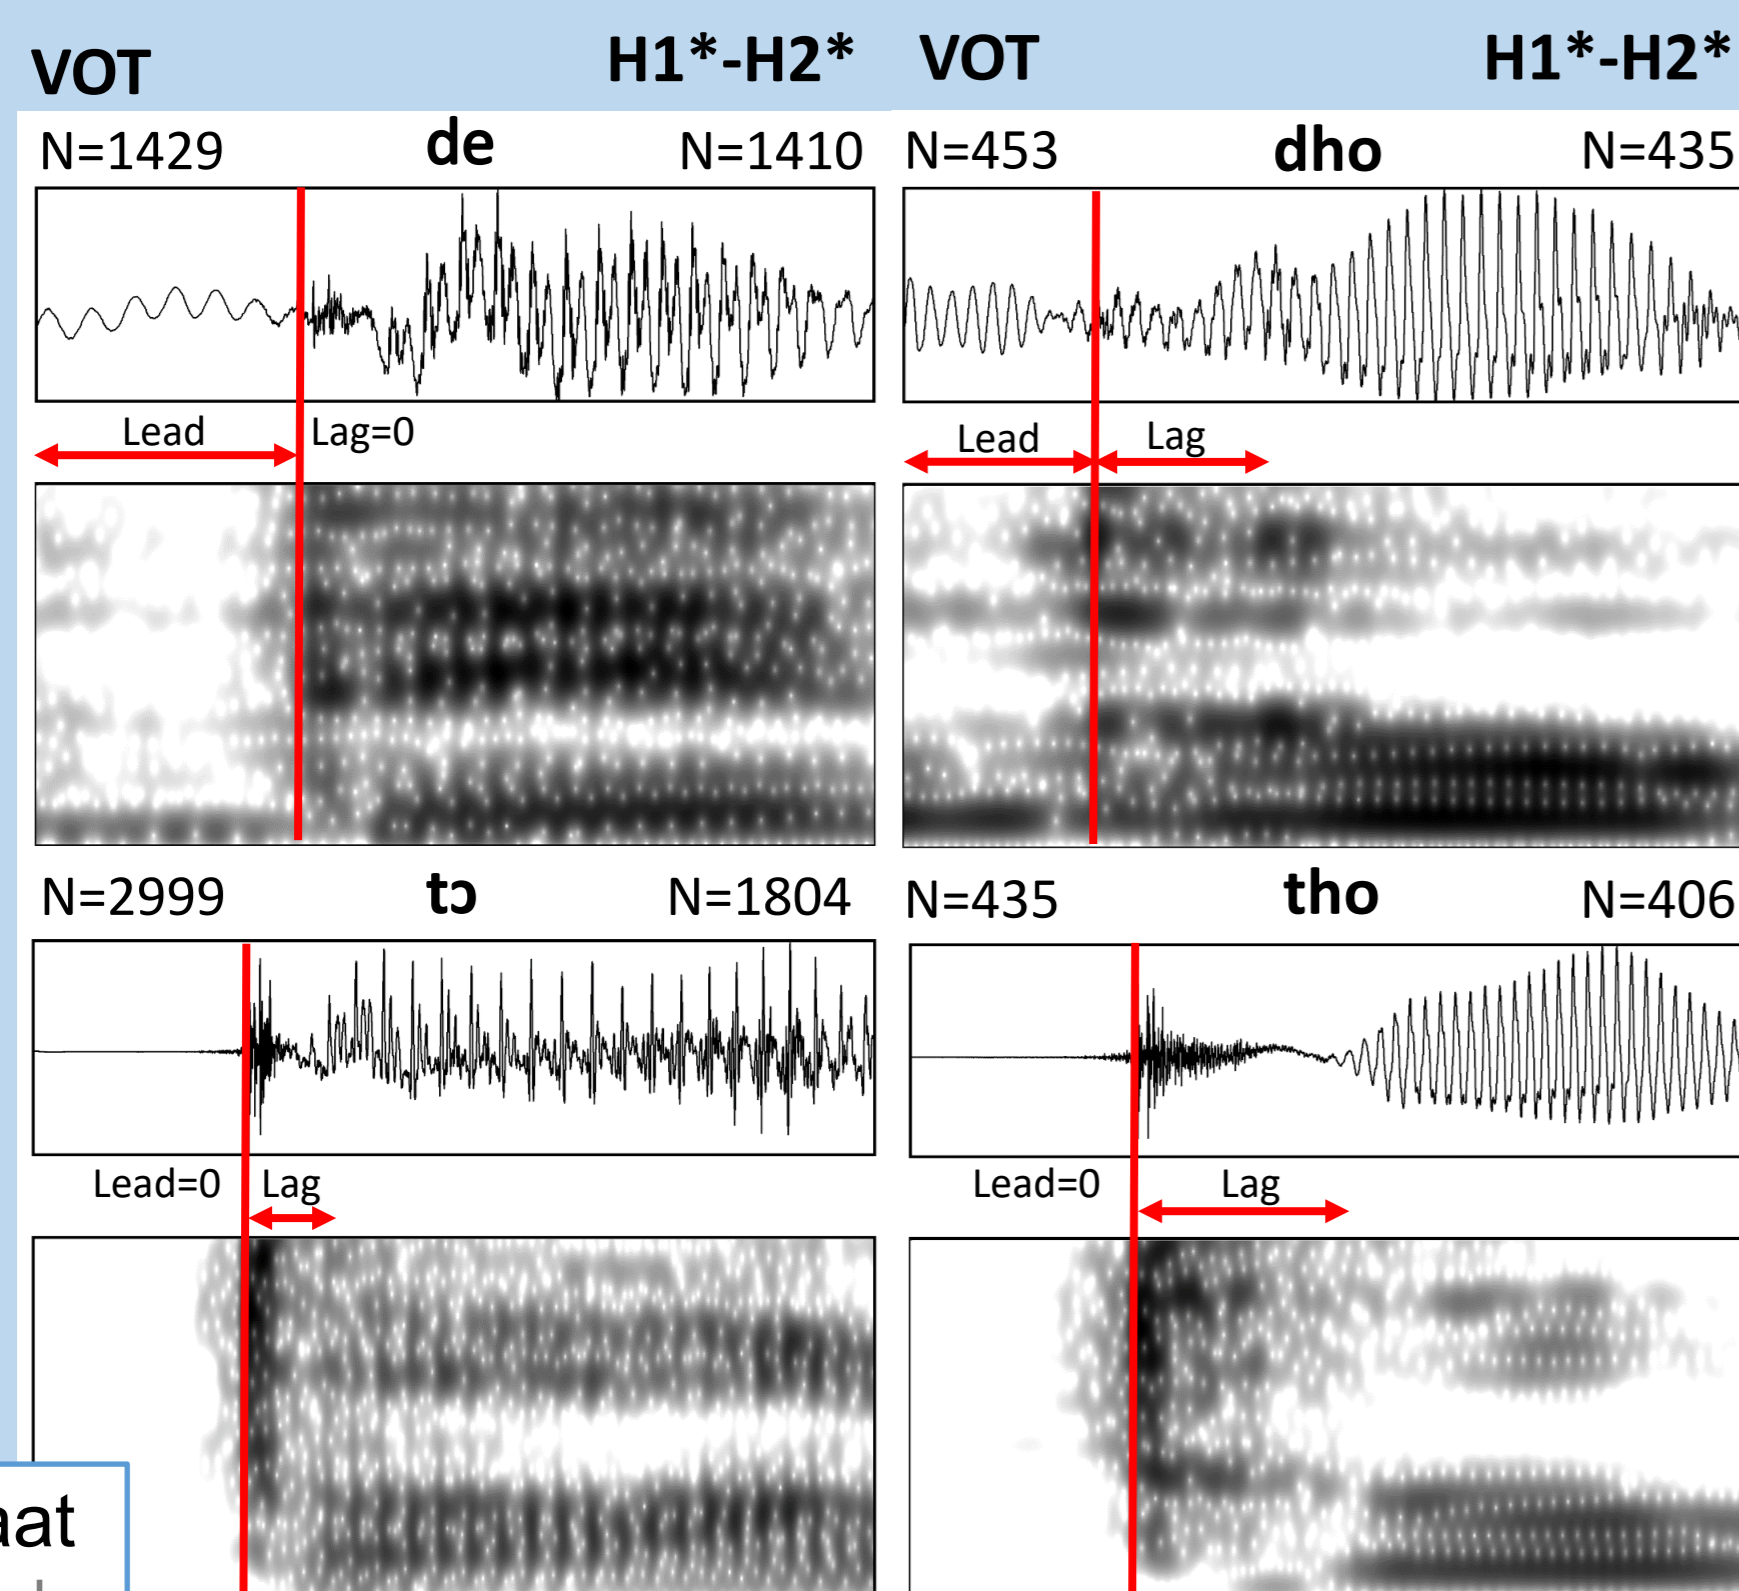 VOT H1*-H2* VOT H1*-H2*
N=1429 de N=1410 N=453 dho N=435
Lead Lag=0 Lead Lag
N=2999 tɔ N=1804 N=435 tho N=406
Lead=0 Lag Lead=0 Lag
aat